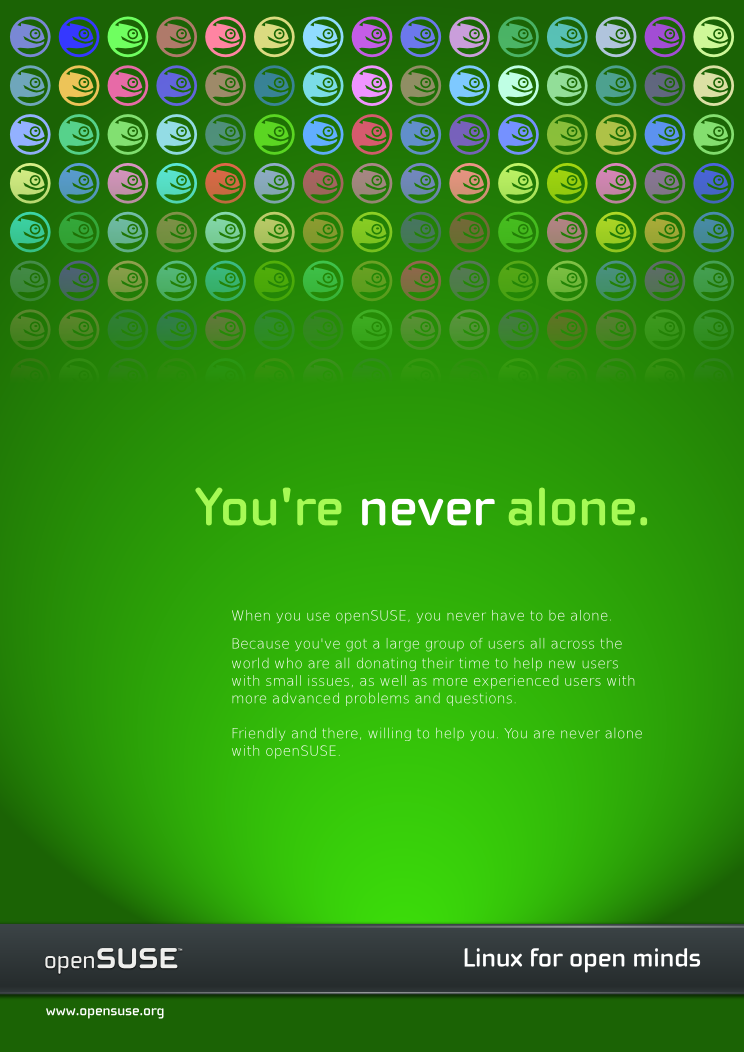 You're never alone.
When you use openSUSE, you never have to be alone.
Because you've got a large group of users all across the
world who are all donating their time to help new users
with small issues, as well as more experienced users with
more advanced problems and questions.
Friendly and there, willing to help you. You are never alone
with openSUSE.
openSUSE™
Linux for open minds
www.opensuse.org